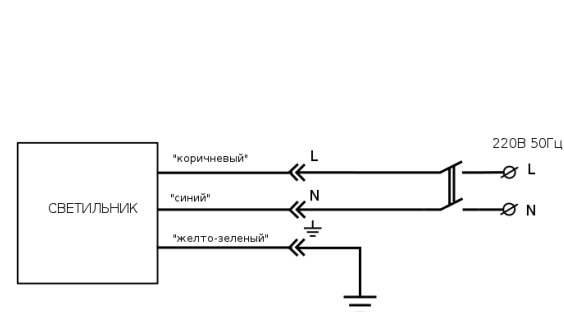 220В 50Гц
"коричневый"
L
L
"синий"
N
N
СВЕТИЛЬНИК
"желто-зеленый"